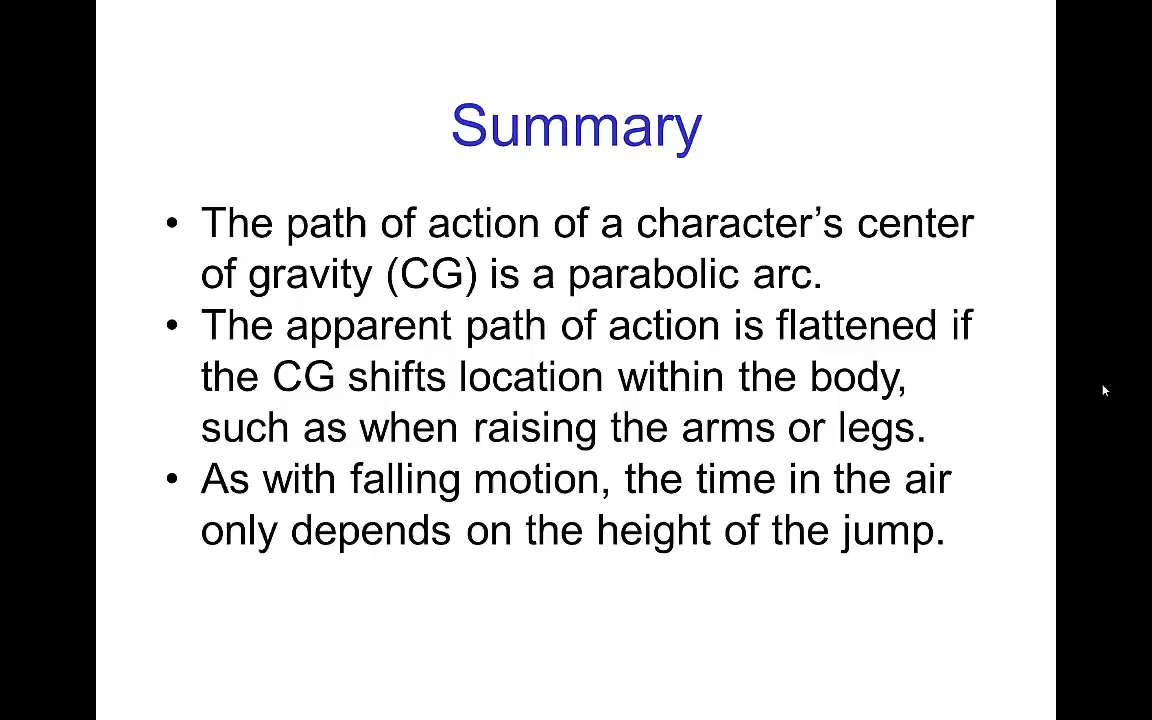 Summary
• The path of action of a character’s center
of gravity (CG) is a parabolic arc.
• The apparent path of action is flattened if
the CG shifts location within the body,
such as when raising the arms or legs.
• As with falling motion, the time in the air
only depends on the height of the jump.